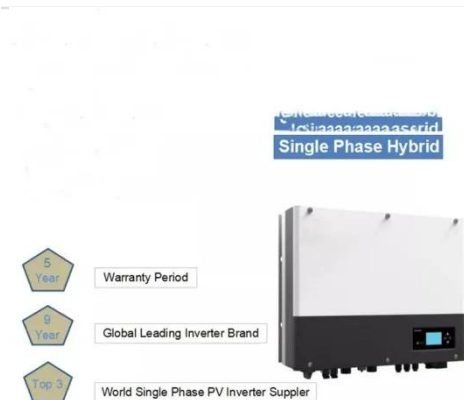 Single Phase Hybrid
5
Year
Warranty Period
9
Year
Global Leading Inverter Brand
Top 3
World Single Phase PV Inverter Suppler